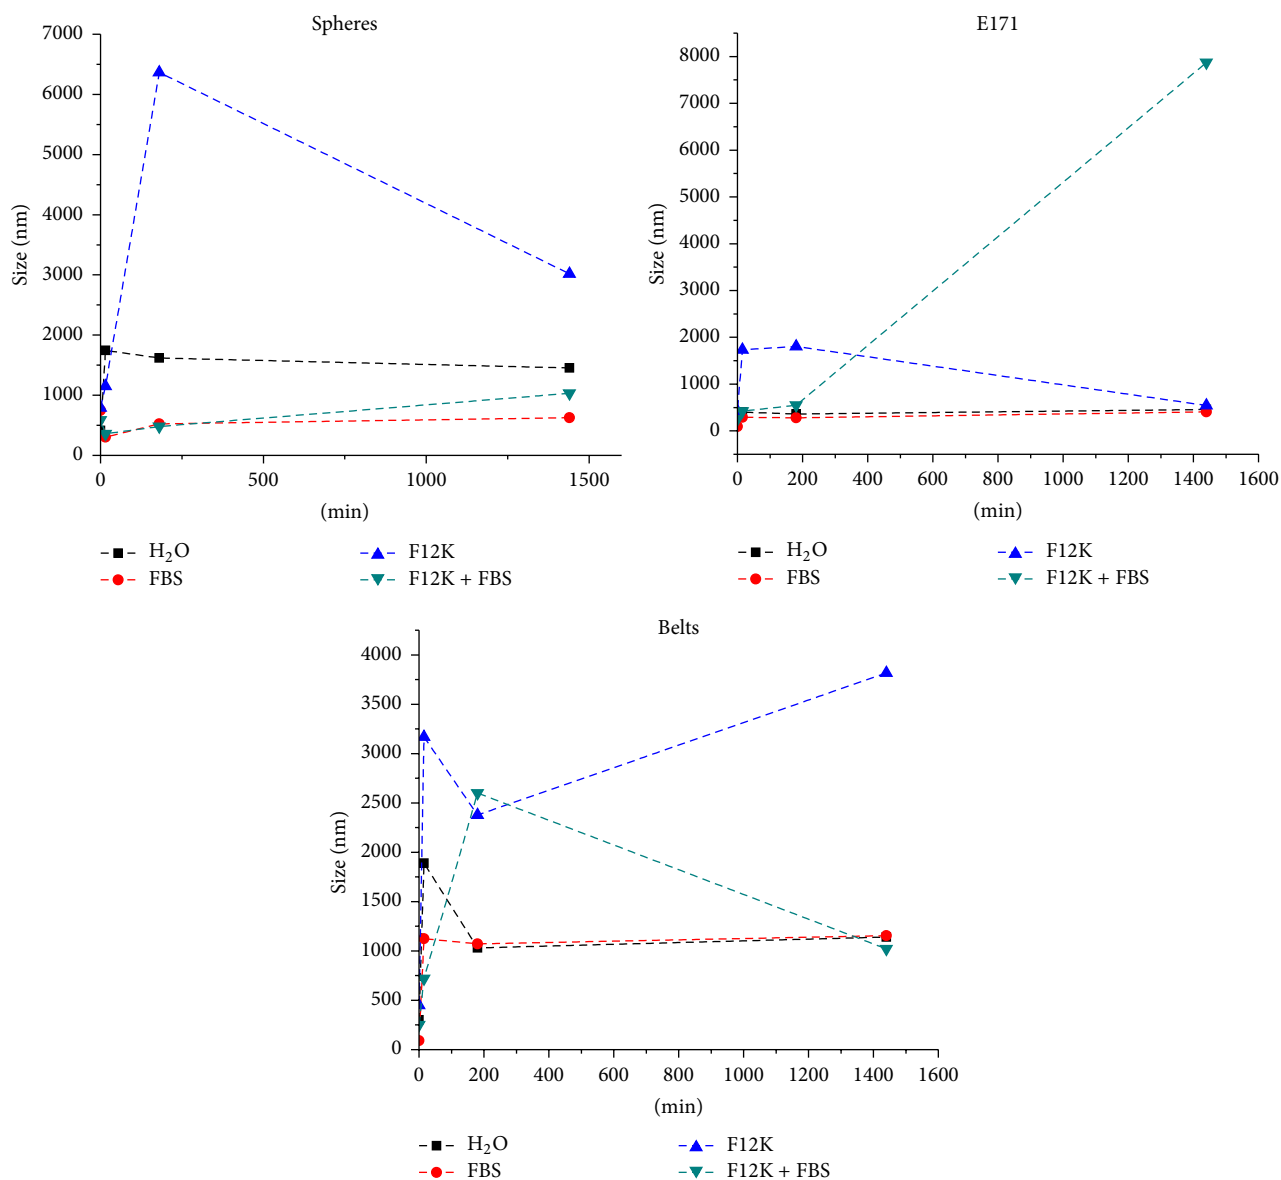 Spheres
7000
6000
5000
4000
3000
2000
1000
0
Size (nm)
0 500 1000 1500
(min)
H₂O F12K
FBS F12K + FBS
E171
8000
7000
6000
5000
4000
3000
2000
1000
0
Size (nm)
0 200 400 600 800 1000 1200 1400 1600
(min)
H₂O F12K
FBS F12K + FBS
Belts
4000
3500
3000
2500
2000
1500
1000
500
0
Size (nm)
0 200 400 600 800 1000 1200 1400 1600
(min)
H₂O F12K
FBS F12K + FBS